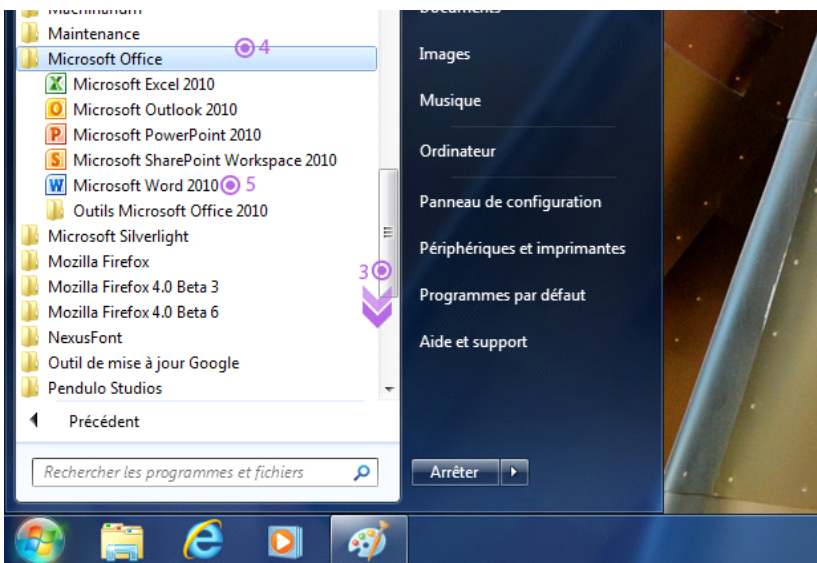 Machinarium
Maintenance
4
Microsoft Office
Microsoft Excel 2010
Microsoft Outlook 2010
Microsoft PowerPoint 2010
Microsoft SharePoint Workspace 2010
Microsoft Word 2010 5
Outils Microsoft Office 2010
Microsoft Silverlight
Mozilla Firefox
3
Mozilla Firefox 4.0 Beta 3
Mozilla Firefox 4.0 Beta 6
NexusFont
Outil de mise à jour Google
Pendulo Studios
Précédent
Rechercher les programmes et fichiers
Documents
Images
Musique
Ordinateur
Panneau de configuration
Périphériques et imprimantes
Programmes par défaut
Aide et support
Arrêter